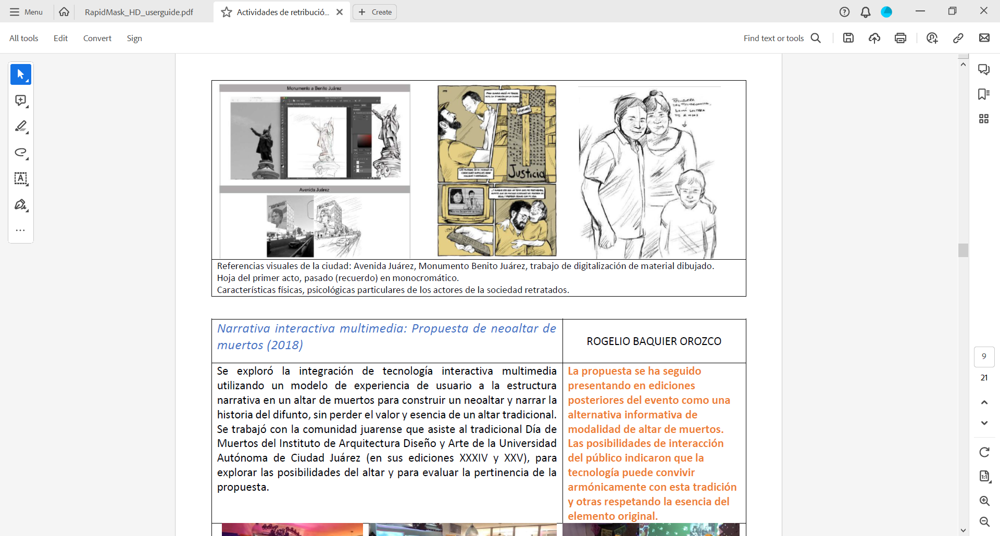 Menu
RapidMask_HD_userguide.pdf
Actividades de retribució...
Create
All tools
Edit
Convert
Sign
Find text or tools
Monumento a Benito Juárez
Avenida Juárez
Justicia
Referencias visuales de la ciudad: Avenida Juárez, Monumento Benito Juárez, trabajo de digitalización de material dibujado.
Hoja del primer acto, pasado (recuerdo) en monocromático.
Características físicas, psicológicas particulares de los actores de la sociedad retratados.
Narrativa interactiva multimedia: Propuesta de neoaltar de
muertos (2018)
ROGELIO BAQUIER OROZCO
Se exploró la integración de tecnología interactiva multimedia
utilizando un modelo de experiencia de usuario a la estructura
narrativa en un altar de muertos para construir un neoaltar y narrar la
historia del difunto, sin perder el valor y esencia de un altar tradicional.
Se trabajó con la comunidad juarense que asiste al tradicional Día de
Muertos del Instituto de Arquitectura Diseño y Arte de la Universidad
Autónoma de Ciudad Juárez (en sus ediciones XXXIV y XXV), para
explorar las posibilidades del altar y para evaluar la pertinencia de la
propuesta.
La propuesta se ha seguido
presentando en ediciones
posteriores del evento como una
alternativa informativa de
modalidad de altar de muertos.
Las posibilidades de interacción
del público indicaron que la
tecnología puede convivir
armónicamente con esta tradición
y otras respetando la esencia del
elemento original.
9
21
1:1